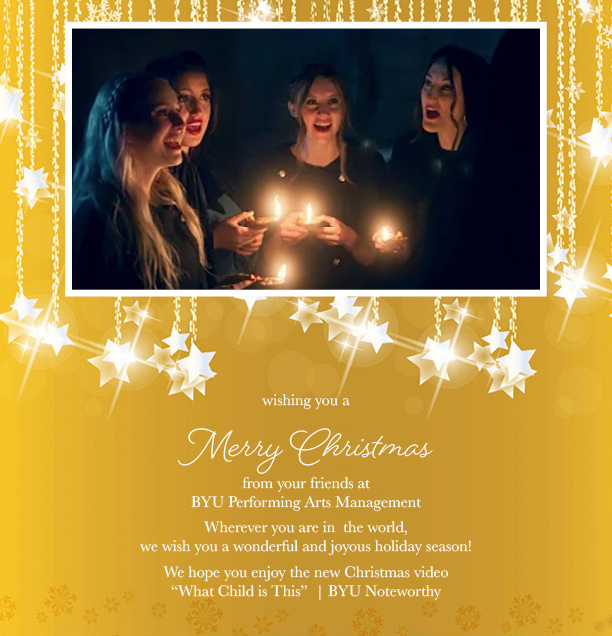 wishing you a
Merry Christmas
from your friends at
BYU Performing Arts Management
Wherever you are in the world,
we wish you a wonderful and joyous holiday season!
We hope you enjoy the new Christmas video
“What Child is This” | BYU Noteworthy